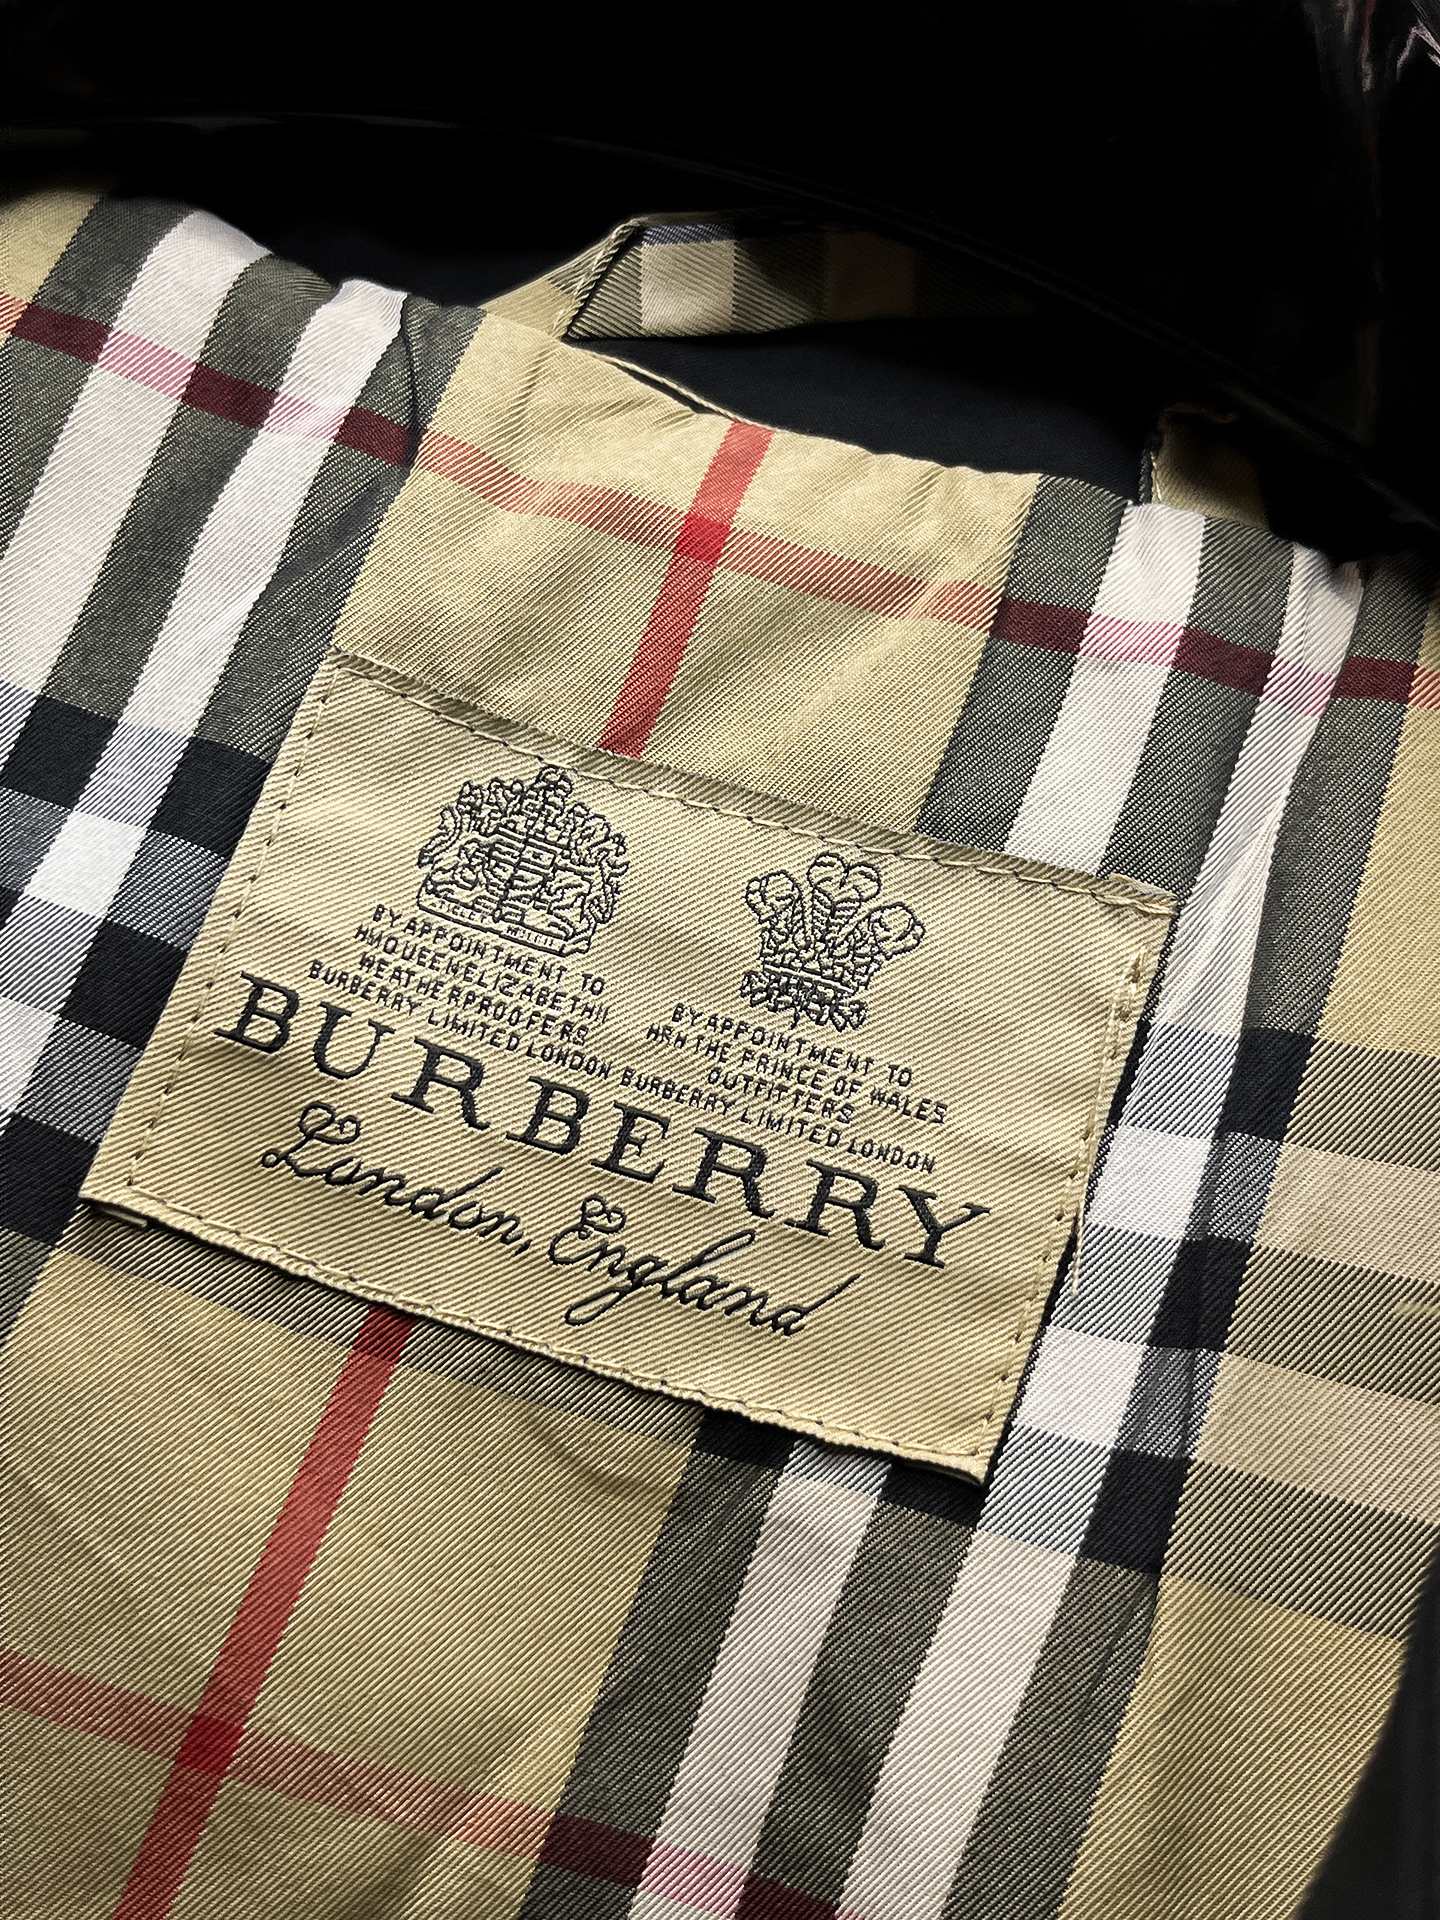 BY APPOINTMENT TO
HM QUEEN ELIZABETH II
WEATHERPROOFERS
BURBERRY LIMITED LONDON
BY APPOINTMENT TO
HRH THE PRINCE OF WALES
OUTFITTERS
BURBERRY LIMITED LONDON
BURBERRY
London, England